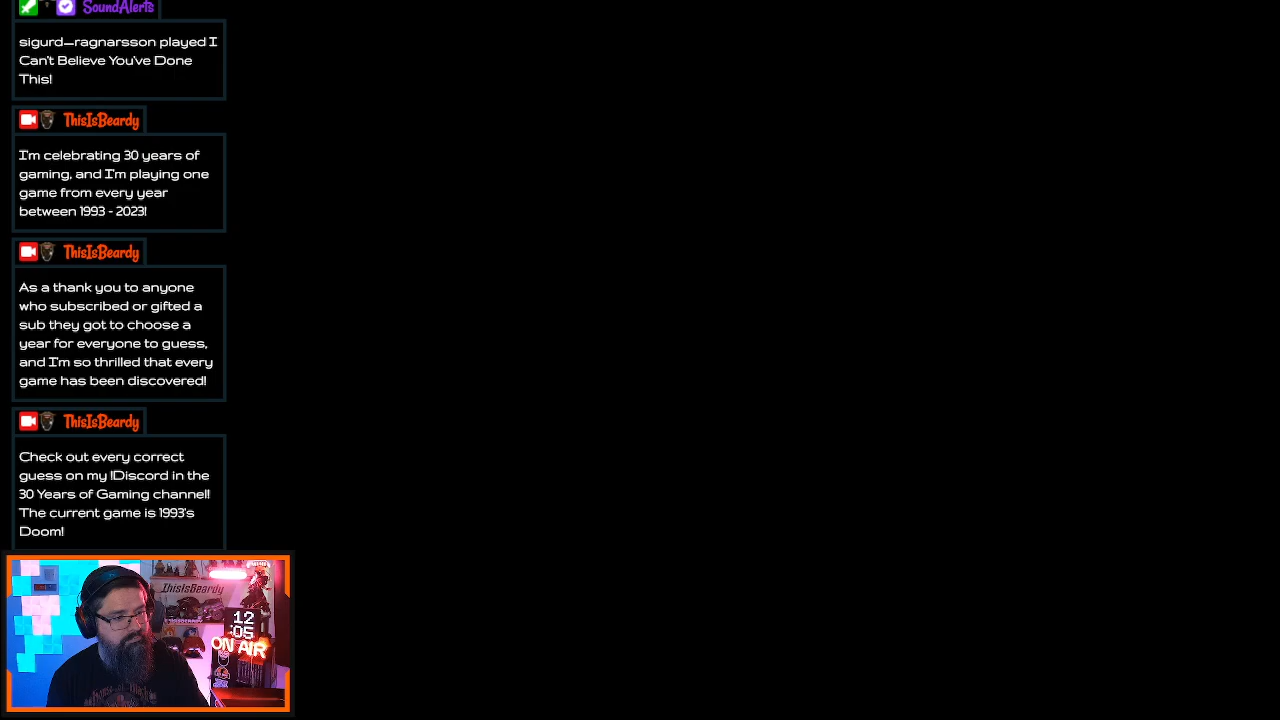 SoundAlerts
sigurd_ragnarsson played I
Can't Believe You've Done
This!
ThisIsBeardy
I'm celebrating 30 years of
gaming, and I'm playing one
game from every year
between 1993 - 2023!
ThisIsBeardy
As a thank you to anyone
who subscribed or gifted a
sub they got to choose a
year for everyone to guess,
and I'm so thrilled that every
game has been discovered!
ThisIsBeardy
Check out every correct
guess on my !Discord in the
30 Years of Gaming channel!
The current game is 1993's
Doom!
ThisIsBeardy
12
05
ON AIR